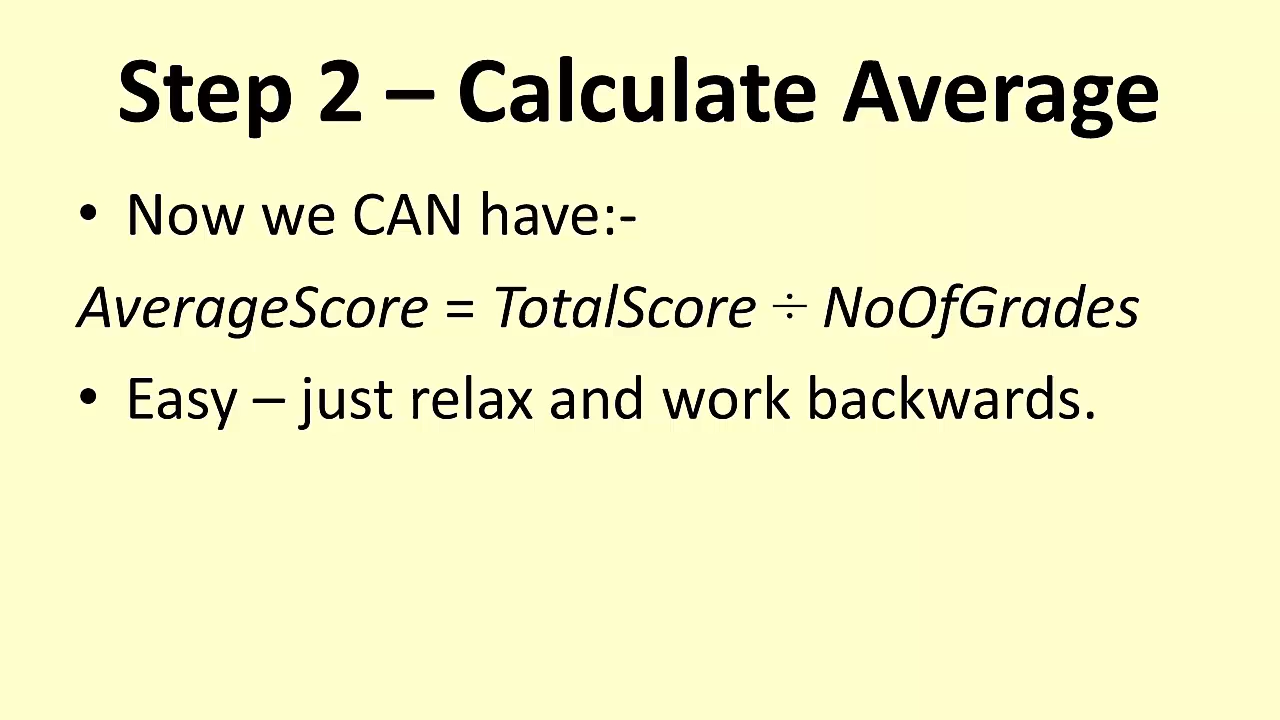 Step 2 – Calculate Average
• Now we CAN have:-
AverageScore = TotalScore ÷ NoOfGrades
• Easy – just relax and work backwards.